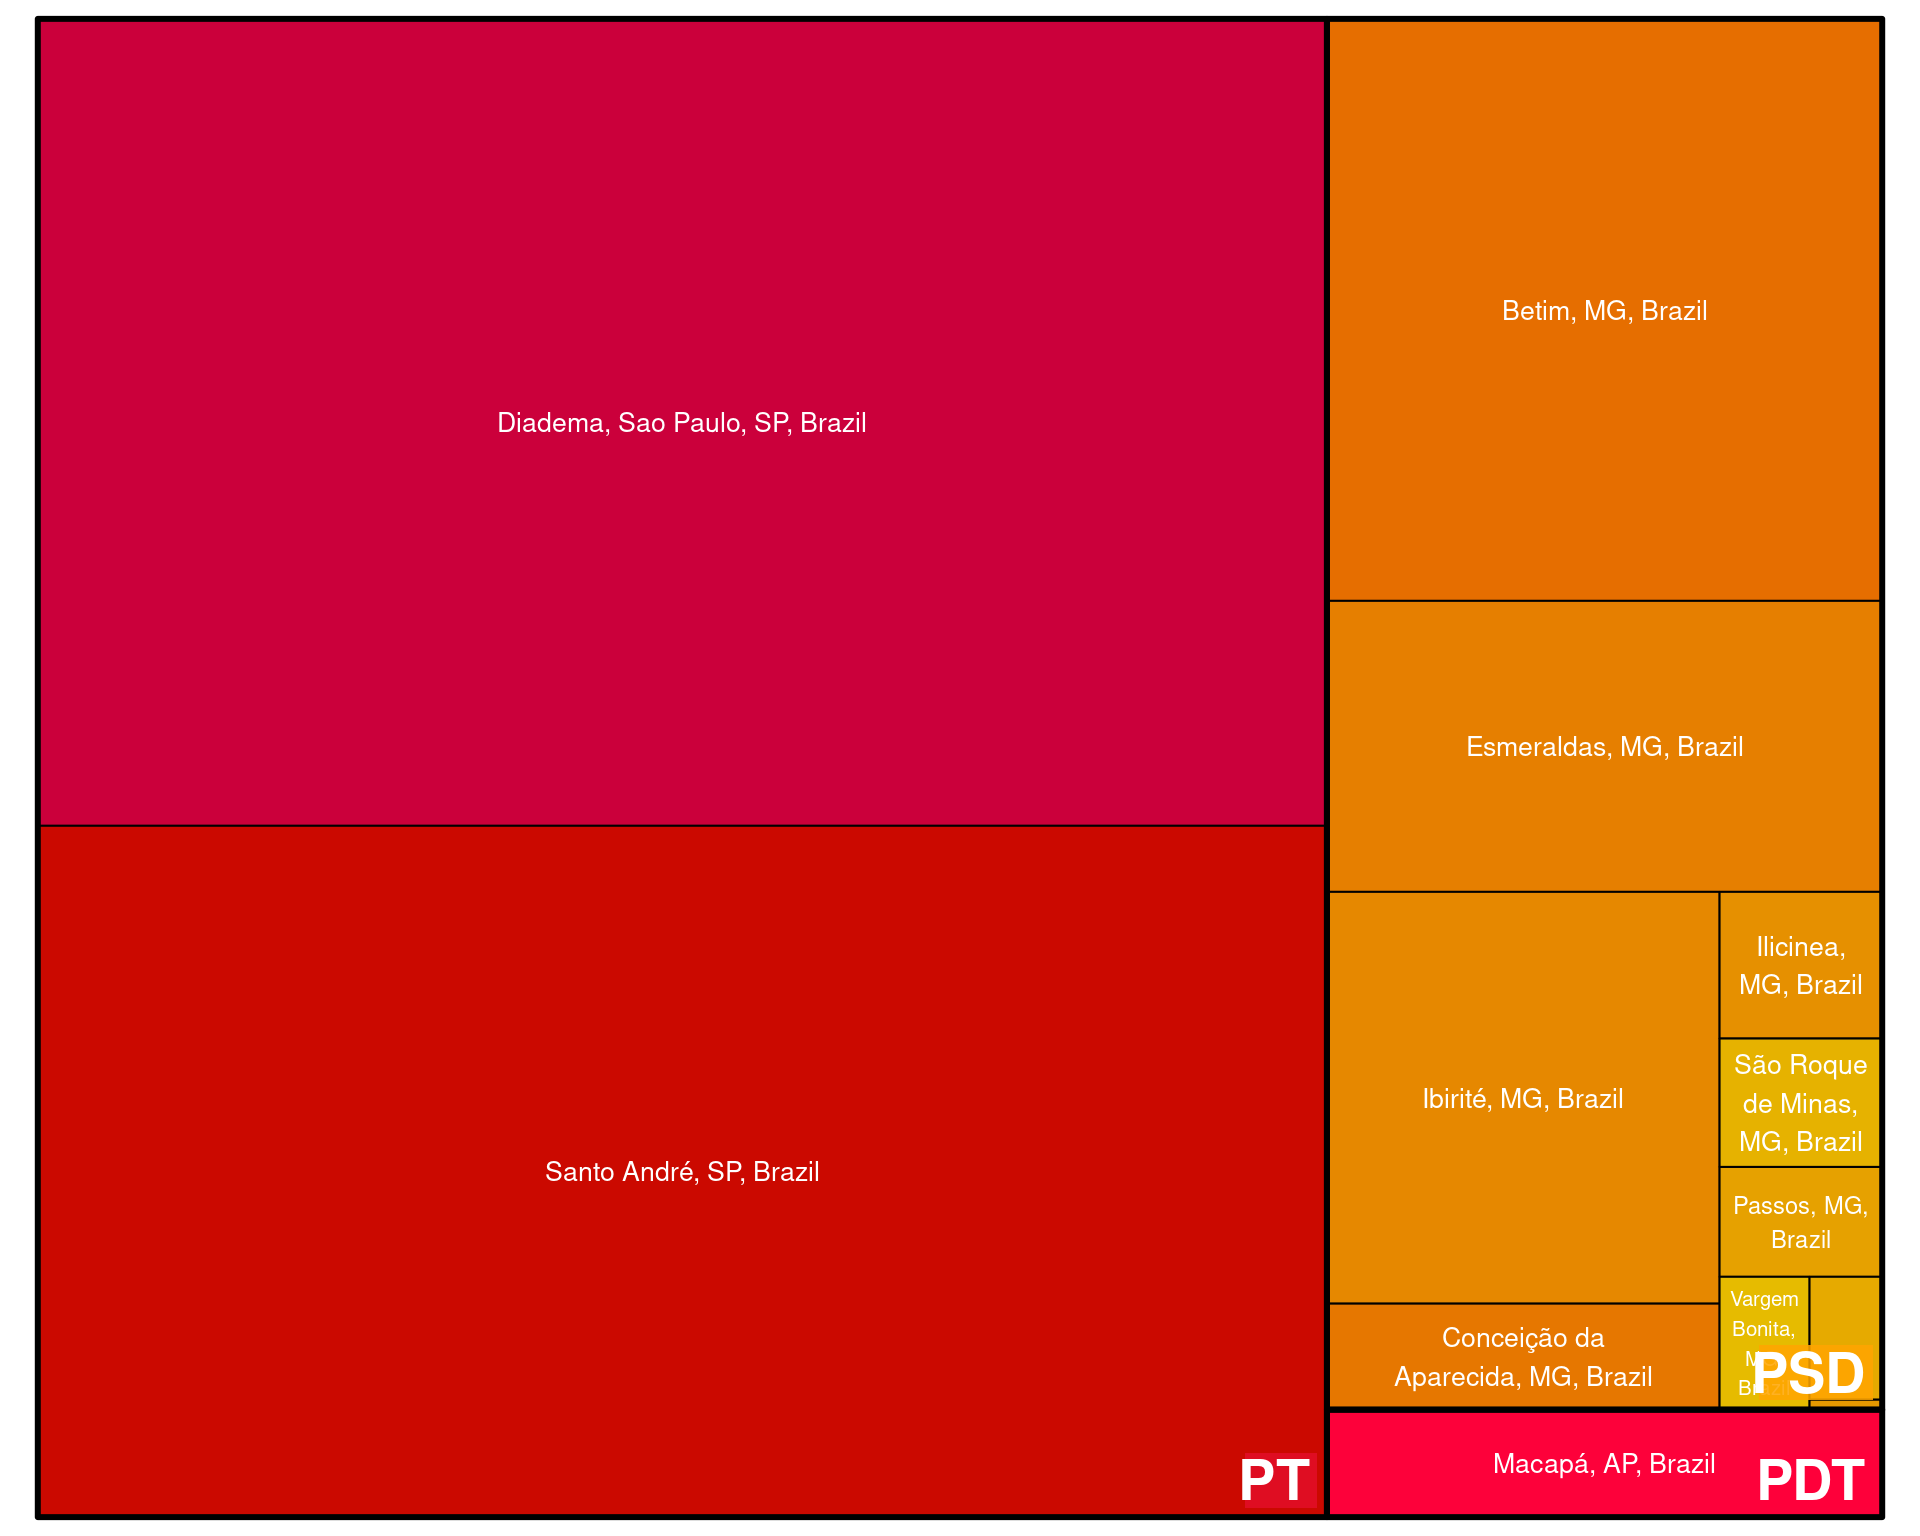 Diadema, Sao Paulo, SP, Brazil
Santo André, SP, Brazil
PT
Betim, MG, Brazil
Esmeraldas, MG, Brazil
Ibirité, MG, Brazil
Conceição da
Aparecida, MG, Brazil
Ilicinea,
MG, Brazil
São Roque
de Minas,
MG, Brazil
Passos, MG,
Brazil
Vargem
Bonita,
PSD
Macapá, AP, Brazil
PDT